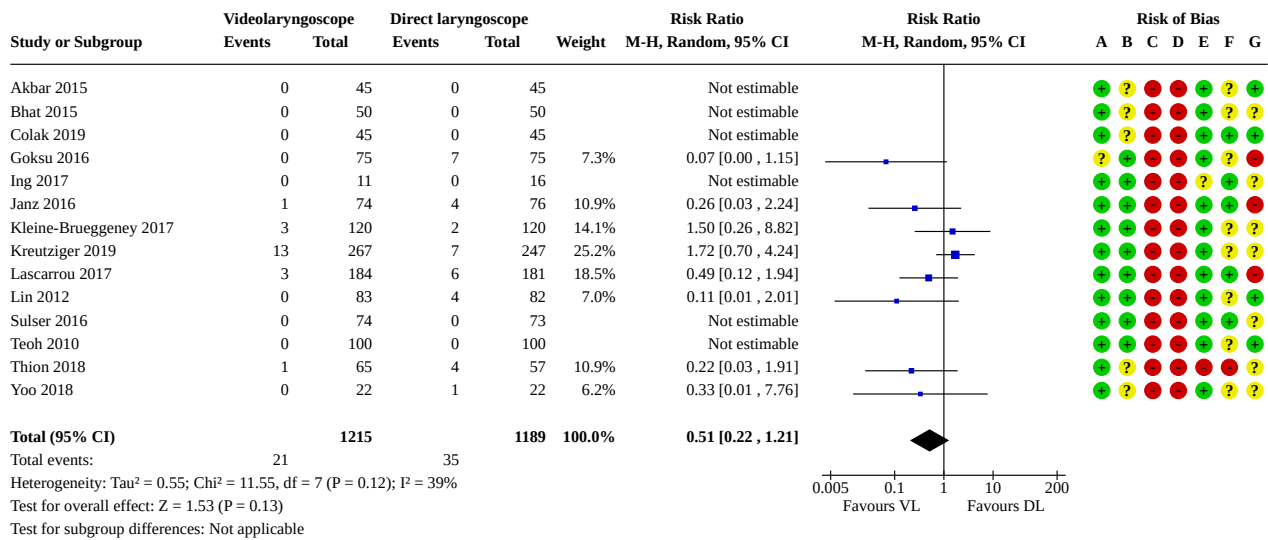 Videolaryngoscope Direct laryngoscope Risk Ratio Risk Ratio Risk of Bias
Study or Subgroup Events Total Events Total Weight M-H, Random, 95% CI M-H, Random, 95% CI A B C D E F G
Akbar 2015 0 45 0 45 Not estimable + ? - - + ? +
Bhat 2015 0 50 0 50 Not estimable + ? - - + ? ?
Colak 2019 0 45 0 45 Not estimable + ? - - + + +
Goksu 2016 0 75 7 75 7.3% 0.07 [0.00 , 1.15] ? + - - + ? -
Ing 2017 0 11 0 16 Not estimable + + - - ? + ?
Janz 2016 1 74 4 76 10.9% 0.26 [0.03 , 2.24] + + - - + + -
Kleine-Brueggeney 2017 3 120 2 120 14.1% 1.50 [0.26 , 8.82] + + - - + ? ?
Kreutziger 2019 13 267 7 247 25.2% 1.72 [0.70 , 4.24] + + - - + ? ?
Lascarrou 2017 3 184 6 181 18.5% 0.49 [0.12 , 1.94] + + - - + + -
Lin 2012 0 83 4 82 7.0% 0.11 [0.01 , 2.01] + + - - + ? +
Sulser 2016 0 74 0 73 Not estimable + + - - + + ?
Teoh 2010 0 100 0 100 Not estimable + + - - + ? +
Thion 2018 1 65 4 57 10.9% 0.22 [0.03 , 1.91] + ? - - - - ?
Yoo 2018 0 22 1 22 6.2% 0.33 [0.01 , 7.76] + ? - - + ? ?
Total (95% CI) 1215 1189 100.0% 0.51 [0.22 , 1.21]
Total events: 21 35
Heterogeneity: Tau² = 0.55; Chi² = 11.55, df = 7 (P = 0.12); I² = 39%
Test for overall effect: Z = 1.53 (P = 0.13)
Test for subgroup differences: Not applicable
0.005 0.1 1 10 200
Favours VL Favours DL